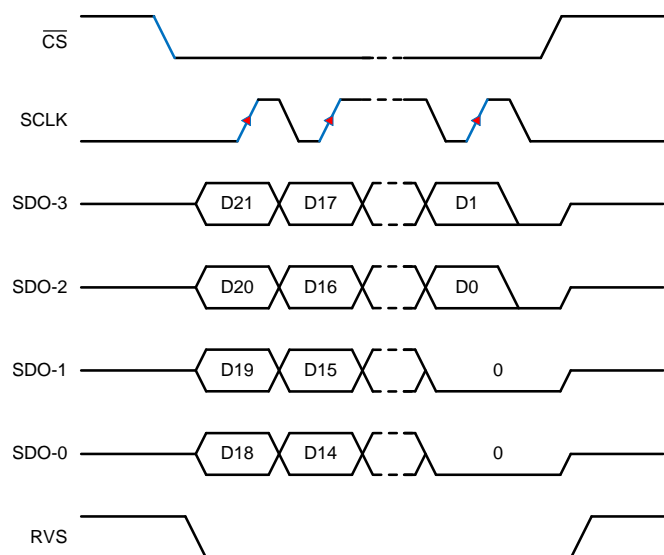 CS
SCLK
SDO-3 D21 D17 D1
SDO-2 D20 D16 D0
SDO-1 D19 D15 0
SDO-0 D18 D14 0
RVS